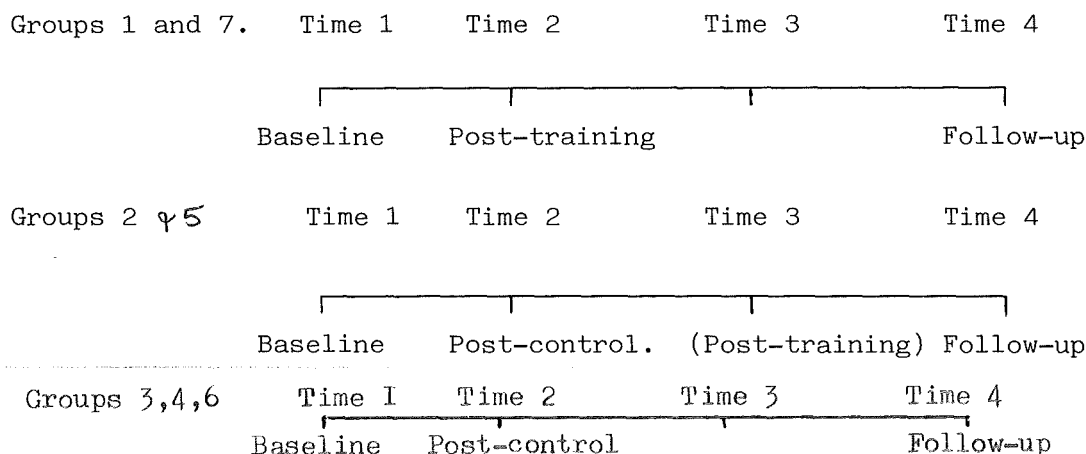 Groups 1 and 7. Time 1 Time 2 Time 3 Time 4
Baseline Post-training Follow-up
Groups 2 & 5 Time 1 Time 2 Time 3 Time 4
Baseline Post-control. (Post-training) Follow-up
Groups 3,4,6 Time I Time 2 Time 3 Time 4
Baseline Post-control Follow-up